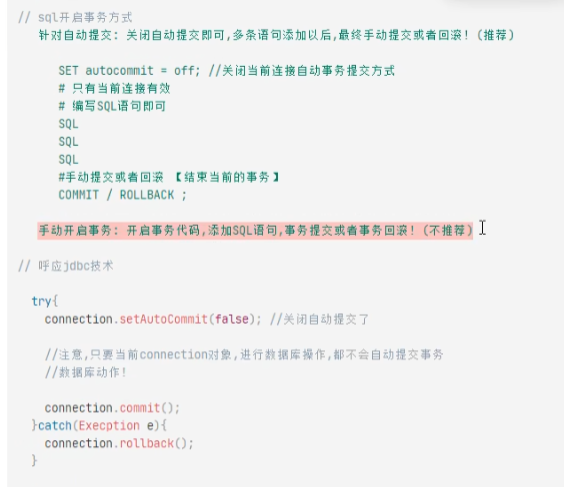 // sql开启事务方式
针对自动提交: 关闭自动提交即可,多条语句添加以后,最终手动提交或者回滚! (推荐)
SET autocommit = off; //关闭当前连接自动事务提交方式
# 只有当前连接有效
# 编写SQL语句即可
SQL
SQL
SQL
#手动提交或者回滚 【结束当前的事务】
COMMIT / ROLLBACK ;
手动开启事务: 开启事务代码,添加SQL语句,事务提交或者事务回滚! (不推荐)
// 呼应jdbc技术
try{
connection.setAutoCommit(false); //关闭自动提交了
//注意,只要当前connection对象,进行数据库操作,都不会自动提交事务
//数据库动作!
connection.commit();
}catch(Execption e){
connection.rollback();
}